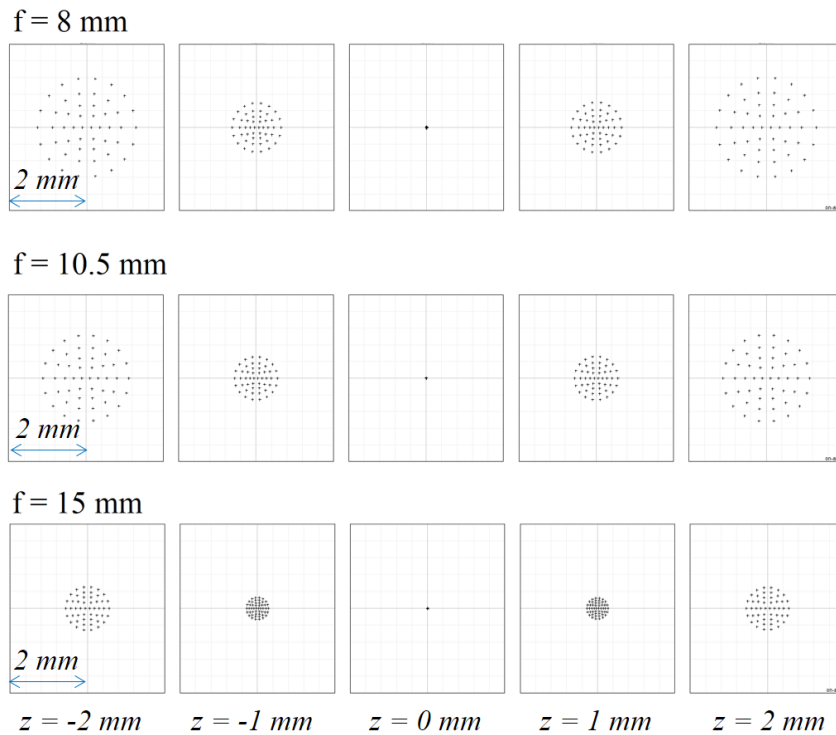 f = 8 mm
2 mm
f = 10.5 mm
2 mm
f = 15 mm
2 mm
z = -2 mm z = -1 mm z = 0 mm z = 1 mm z = 2 mm